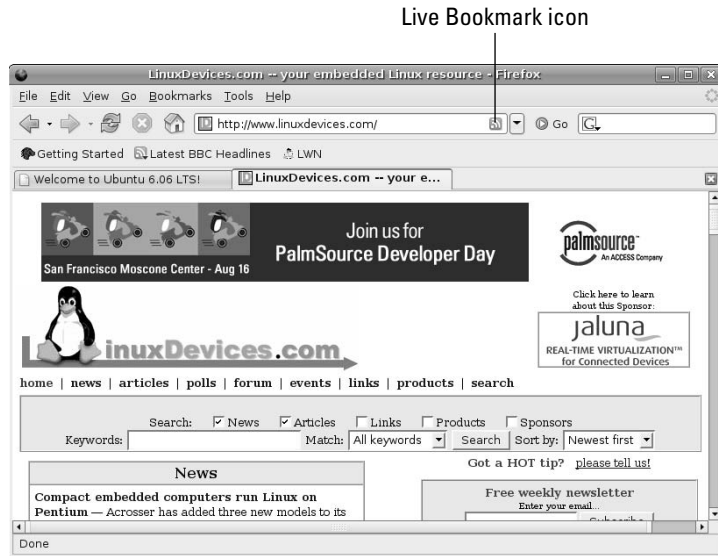 Live Bookmark icon
LinuxDevices.com -- your embedded Linux resource - Firefox
File Edit View Go Bookmarks Tools Help
http://www.linuxdevices.com/ Go G
Getting Started Latest BBC Headlines LWN
Welcome to Ubuntu 6.06 LTS! LinuxDevices.com -- your e...
Join us for
PalmSource Developer Day
San Francisco Moscone Center - Aug 16
palmsource
An ACCESS Company
Click here to learn
about this Sponsor:
jaluna
REAL-TIME VIRTUALIZATION™
for Connected Devices
LinuxDevices.com
home | news | articles | polls | forum | events | links | products | search
Search: News Articles Links Products Sponsors
Keywords: Match: All keywords Search Sort by: Newest first
Got a HOT tip? please tell us!
News
Compact embedded computers run Linux on
Pentium — Acrosser has added three new models to its
Free weekly newsletter
Enter your email...
Subscribe
Done